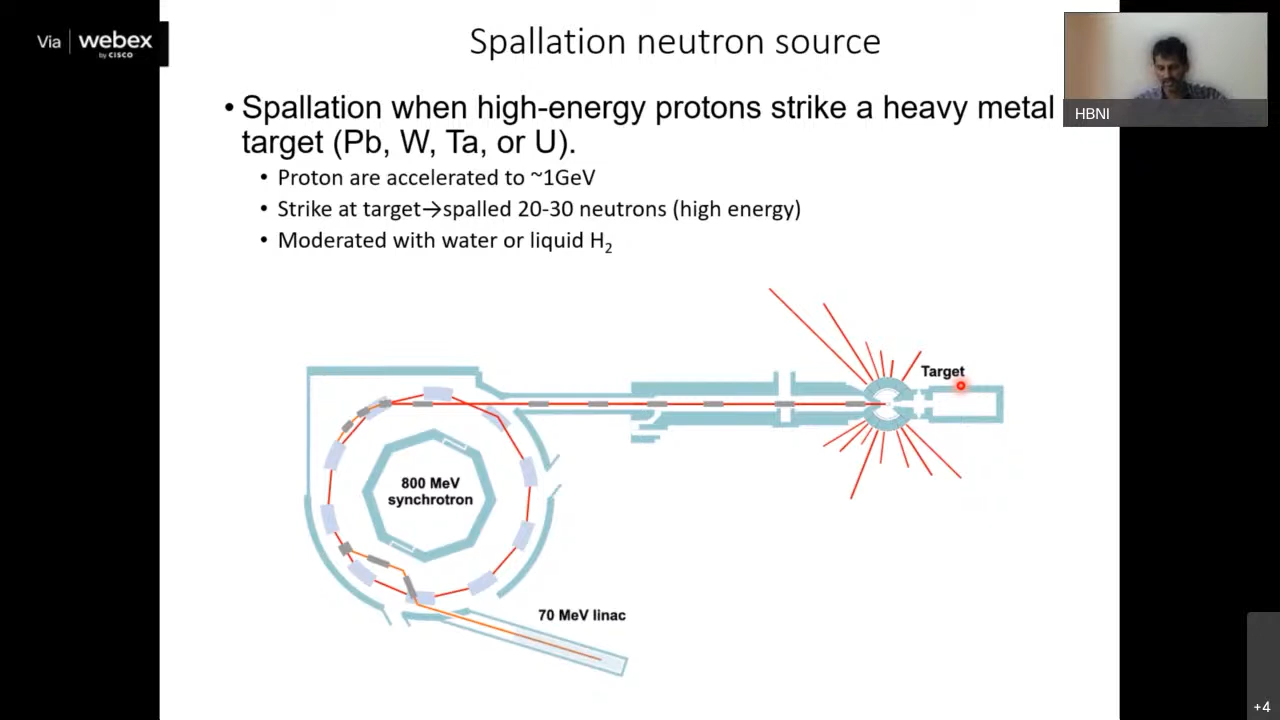 Via webex
by CISCO
Spallation neutron source
HBNI
• Spallation when high-energy protons strike a heavy metal
target (Pb, W, Ta, or U).
• Proton are accelerated to ~1GeV
• Strike at target→spalled 20-30 neutrons (high energy)
• Moderated with water or liquid H₂
Target
800 MeV
synchrotron
70 MeV linac
+4